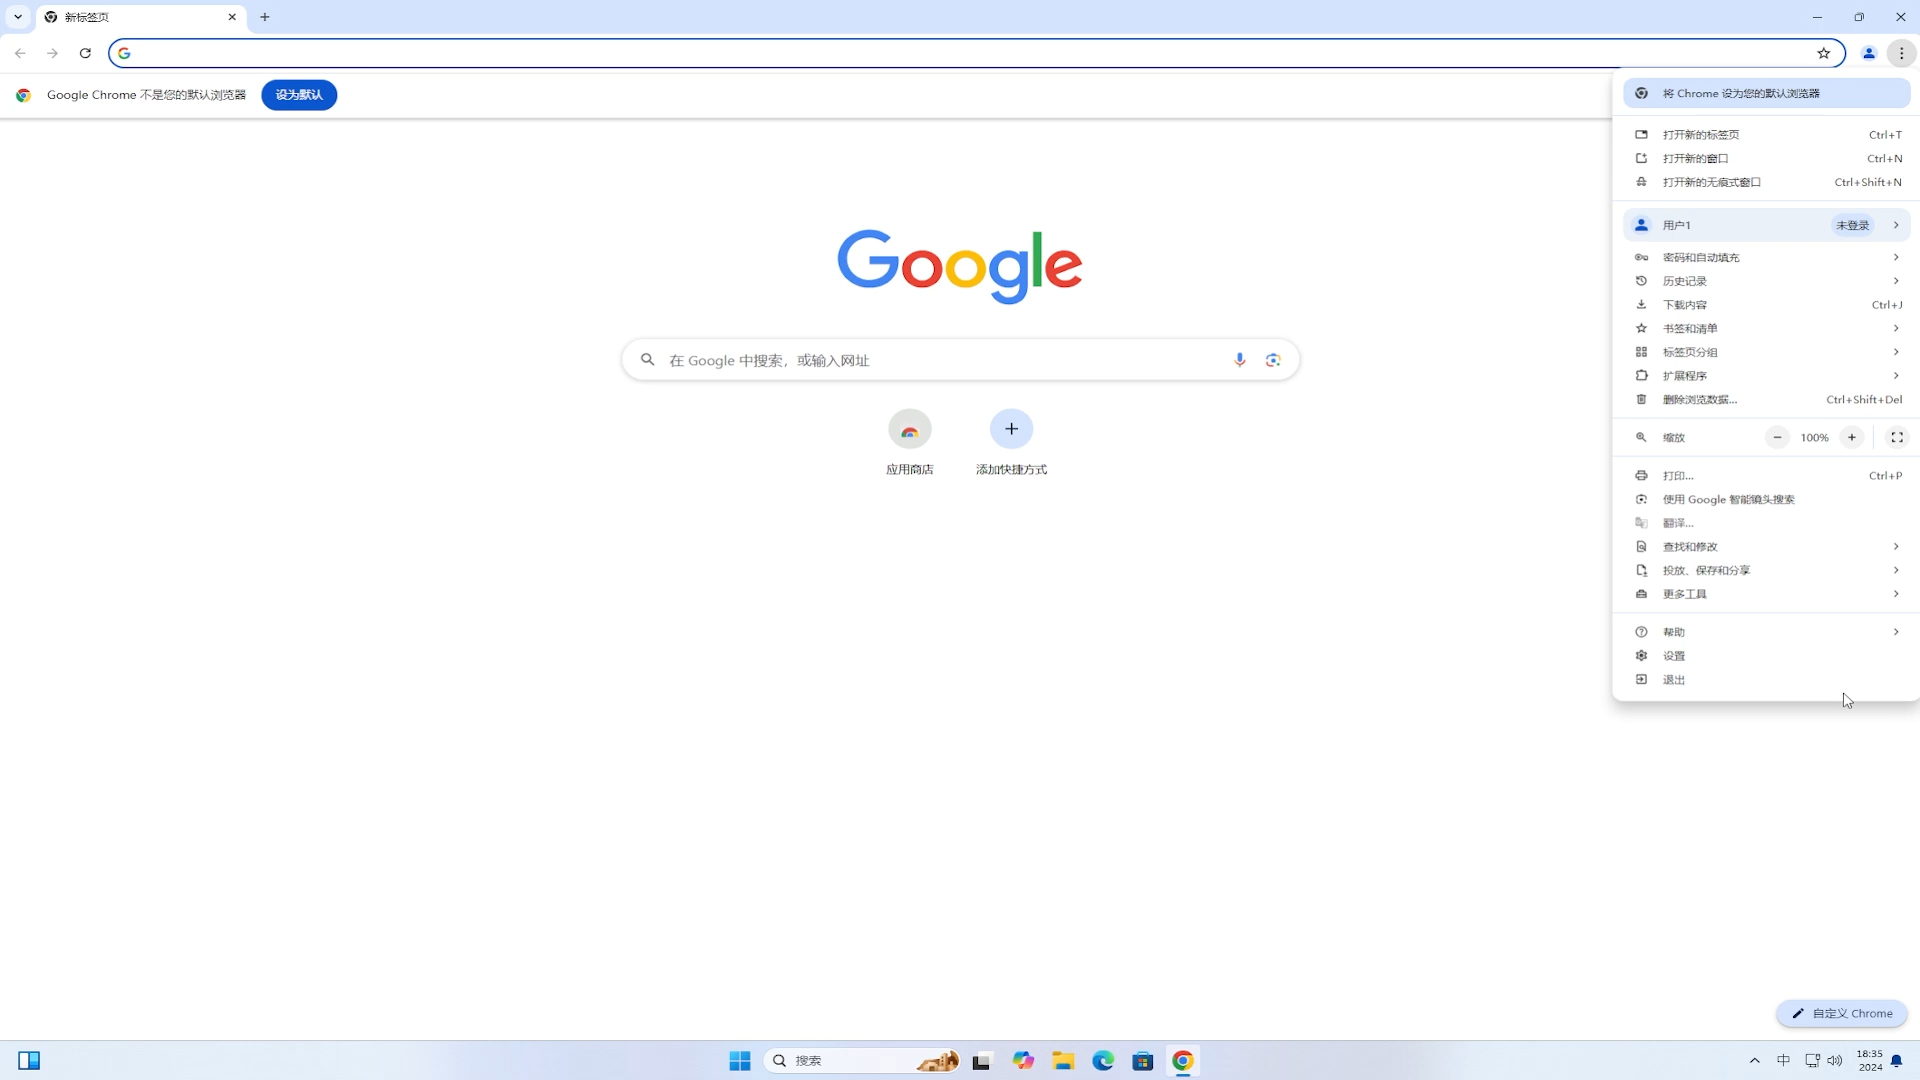 新标签页
Google Chrome 不是您的默认浏览器
设为默认
将 Chrome 设为您的默认浏览器
打开新的标签页 Ctrl+T
打开新的窗口 Ctrl+N
打开新的无痕式窗口 Ctrl+Shift+N
用户1 未登录
密码和自动填充
历史记录
下载内容 Ctrl+J
书签和清单
标签页分组
扩展程序
删除浏览数据... Ctrl+Shift+Del
缩放 100%
打印... Ctrl+P
使用 Google 智能镜头搜索
翻译...
查找和修改
投放、保存和分享
更多工具
帮助
设置
退出
Google
在 Google 中搜索，或输入网址
应用商店
添加快捷方式
自定义 Chrome
搜索
中
18:35
2024